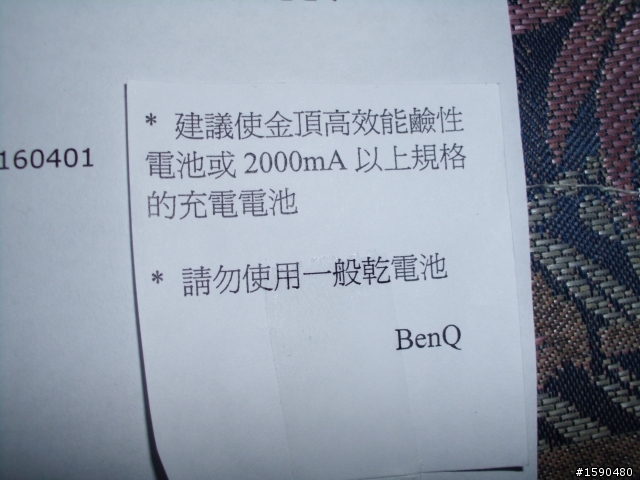 * 建議使金頂高效能鹼性
電池或 2000mA 以上規格
的充電電池
160401
* 請勿使用一般乾電池
BenQ
#1590480